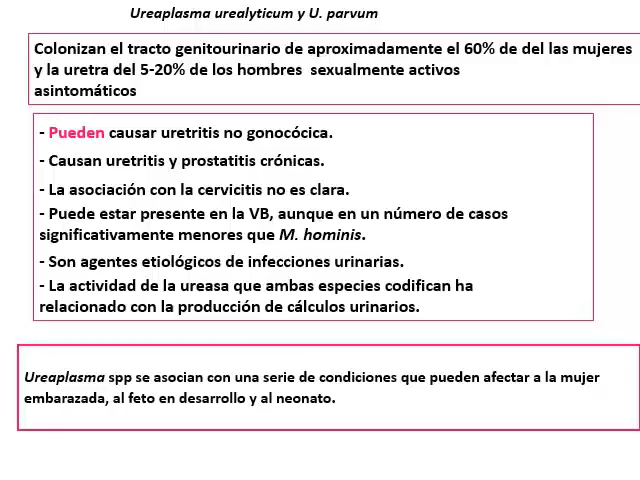 Ureaplasma urealyticum y U. parvum
Colonizan el tracto genitourinario de aproximadamente el 60% de del las mujeres
y la uretra del 5-20% de los hombres sexualmente activos
asintomáticos
- Pueden causar uretritis no gonocócica.
- Causan uretritis y prostatitis crónicas.
- La asociación con la cervicitis no es clara.
- Puede estar presente en la VB, aunque en un número de casos
significativamente menores que M. hominis.
- Son agentes etiológicos de infecciones urinarias.
- La actividad de la ureasa que ambas especies codifican ha
relacionado con la producción de cálculos urinarios.
Ureaplasma spp se asocian con una serie de condiciones que pueden afectar a la mujer
embarazada, al feto en desarrollo y al neonato.